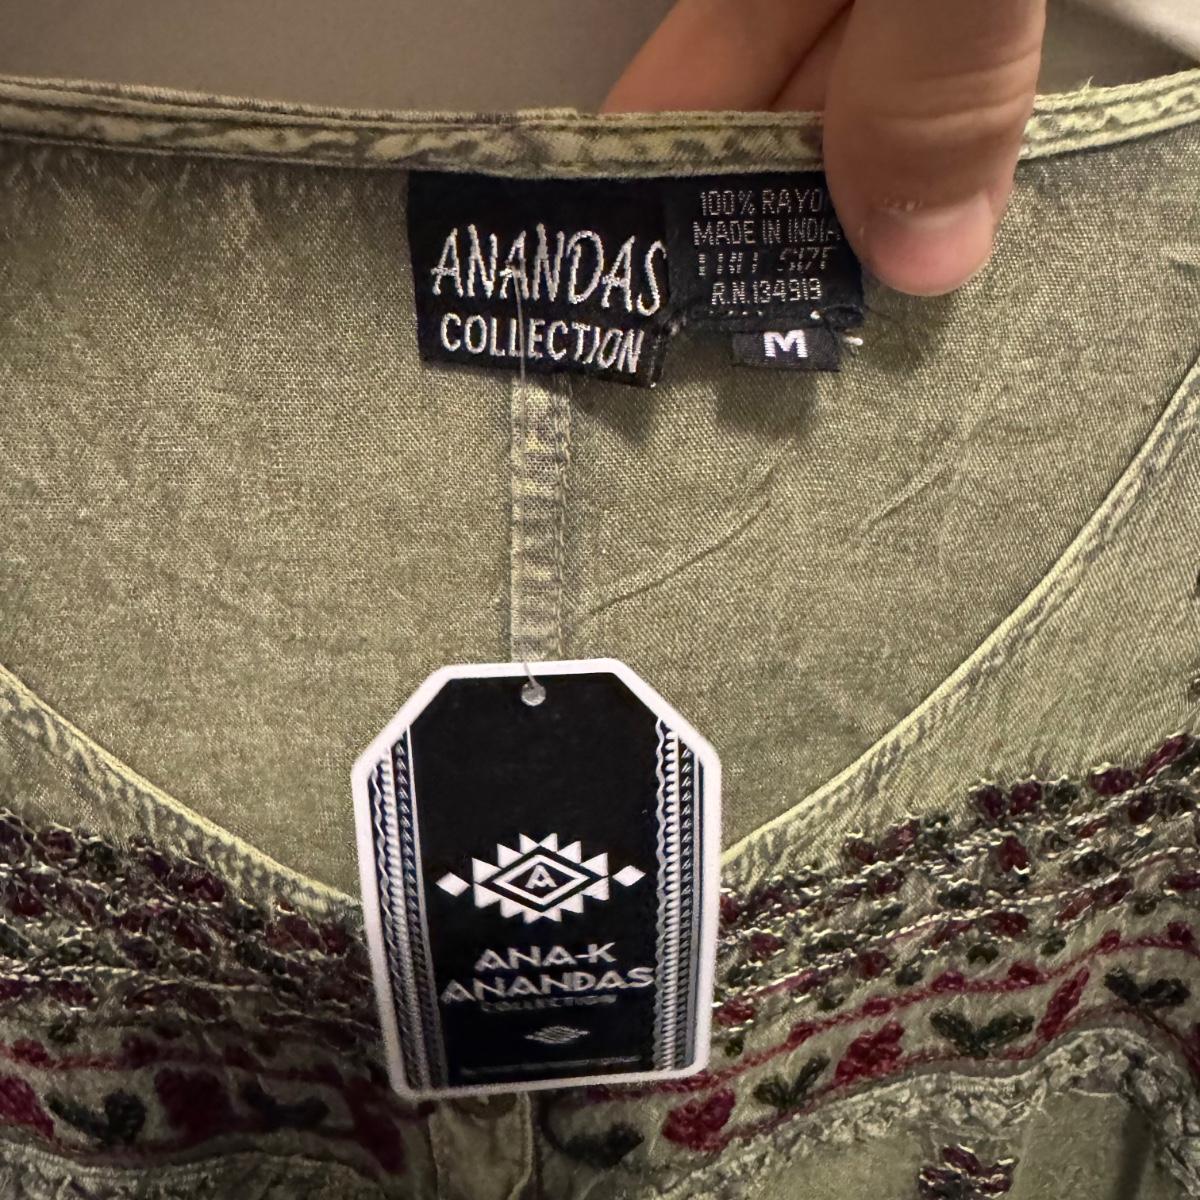 ANANDAS
COLLECTION
100% RAYO
MADE IN INDIA
R.N.134919
M
A
ANA-K
ANANDAS
COLLECTION